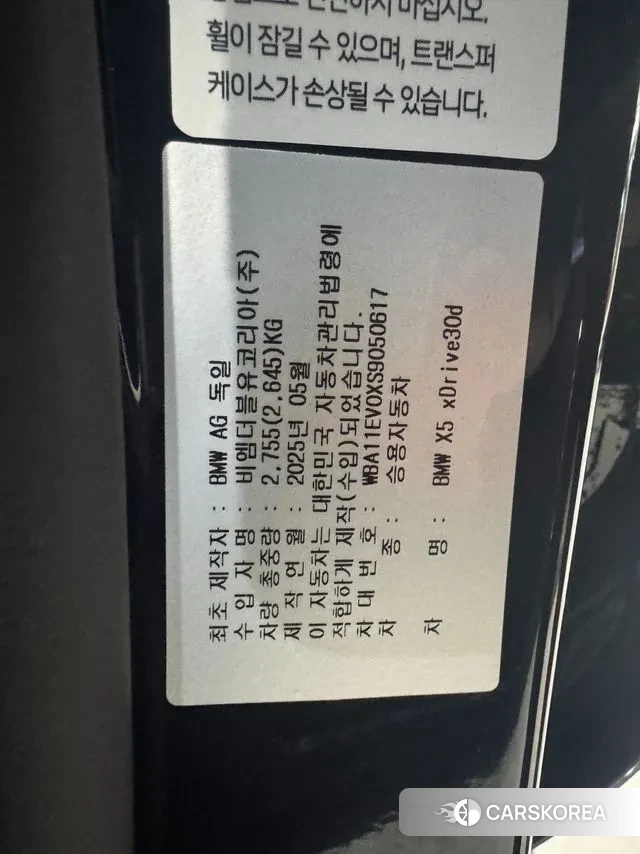 휠이 잠길 수 있으며, 트랜스퍼
케이스가 손상될 수 있습니다.
최초 제작자 : BMW AG 독일
수 입 자 명 : 비엠더블유코리아(주)
차량 총중량 : 2,755(2,645)KG
제 작 연 월 : 2025년 05월
이 자동차는 대한민국 자동차관리법령에
적합하게 제작(수입)되었습니다.
차 대 번 호 : WBA11EV0XS9050617
차 종 : 승용자동차
차 명 : BMW X5 xDrive30d
CARSKOREA